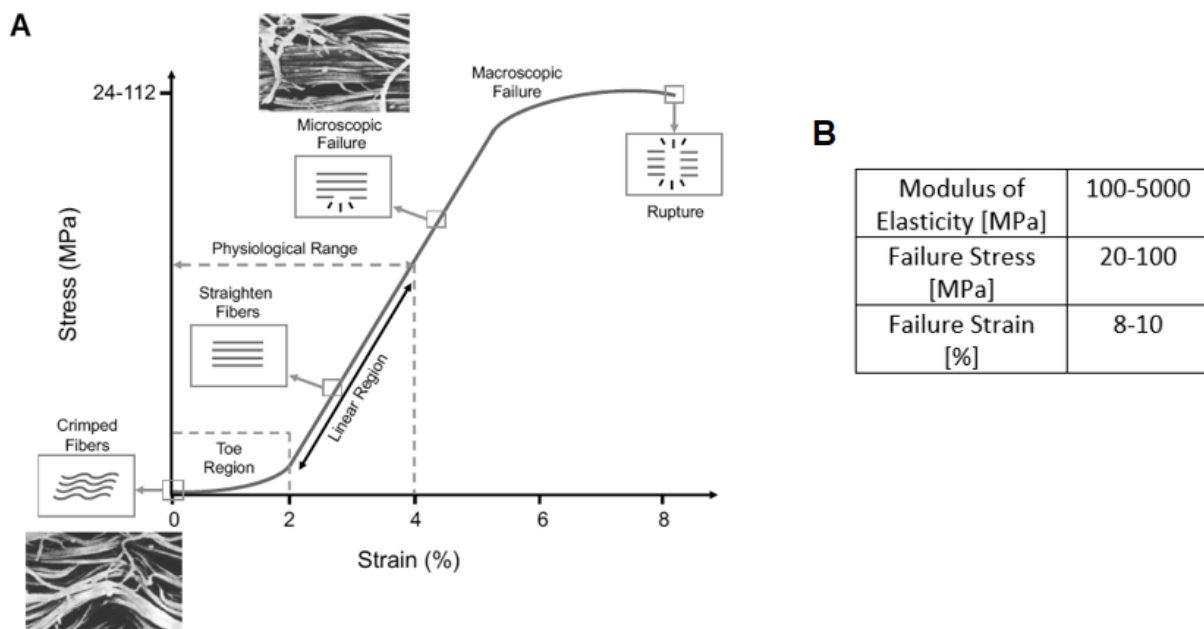 A
24-112
Macroscopic
Failure
Microscopic
Failure
Rupture
Physiological Range
Straighten
Fibers
Linear Region
Crimped
Fibers
Toe
Region
Stress (MPa)
0 2 4 6 8
Strain (%)
B
Modulus of 100-5000
Elasticity [MPa]
Failure Stress 20-100
[MPa]
Failure Strain 8-10
[%]